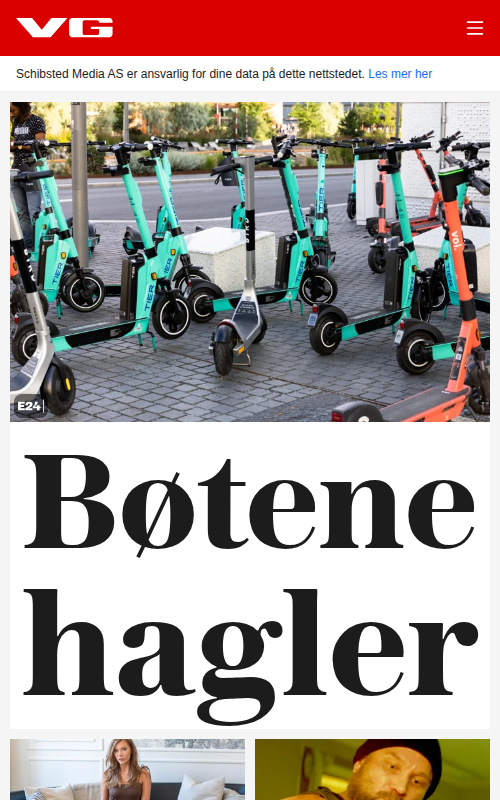 VG
Schibsted Media AS er ansvarlig for dine data på dette nettstedet. Les mer her
TIER
TIER
TIER
TIER
voi.
E24
Bøtene
hagler